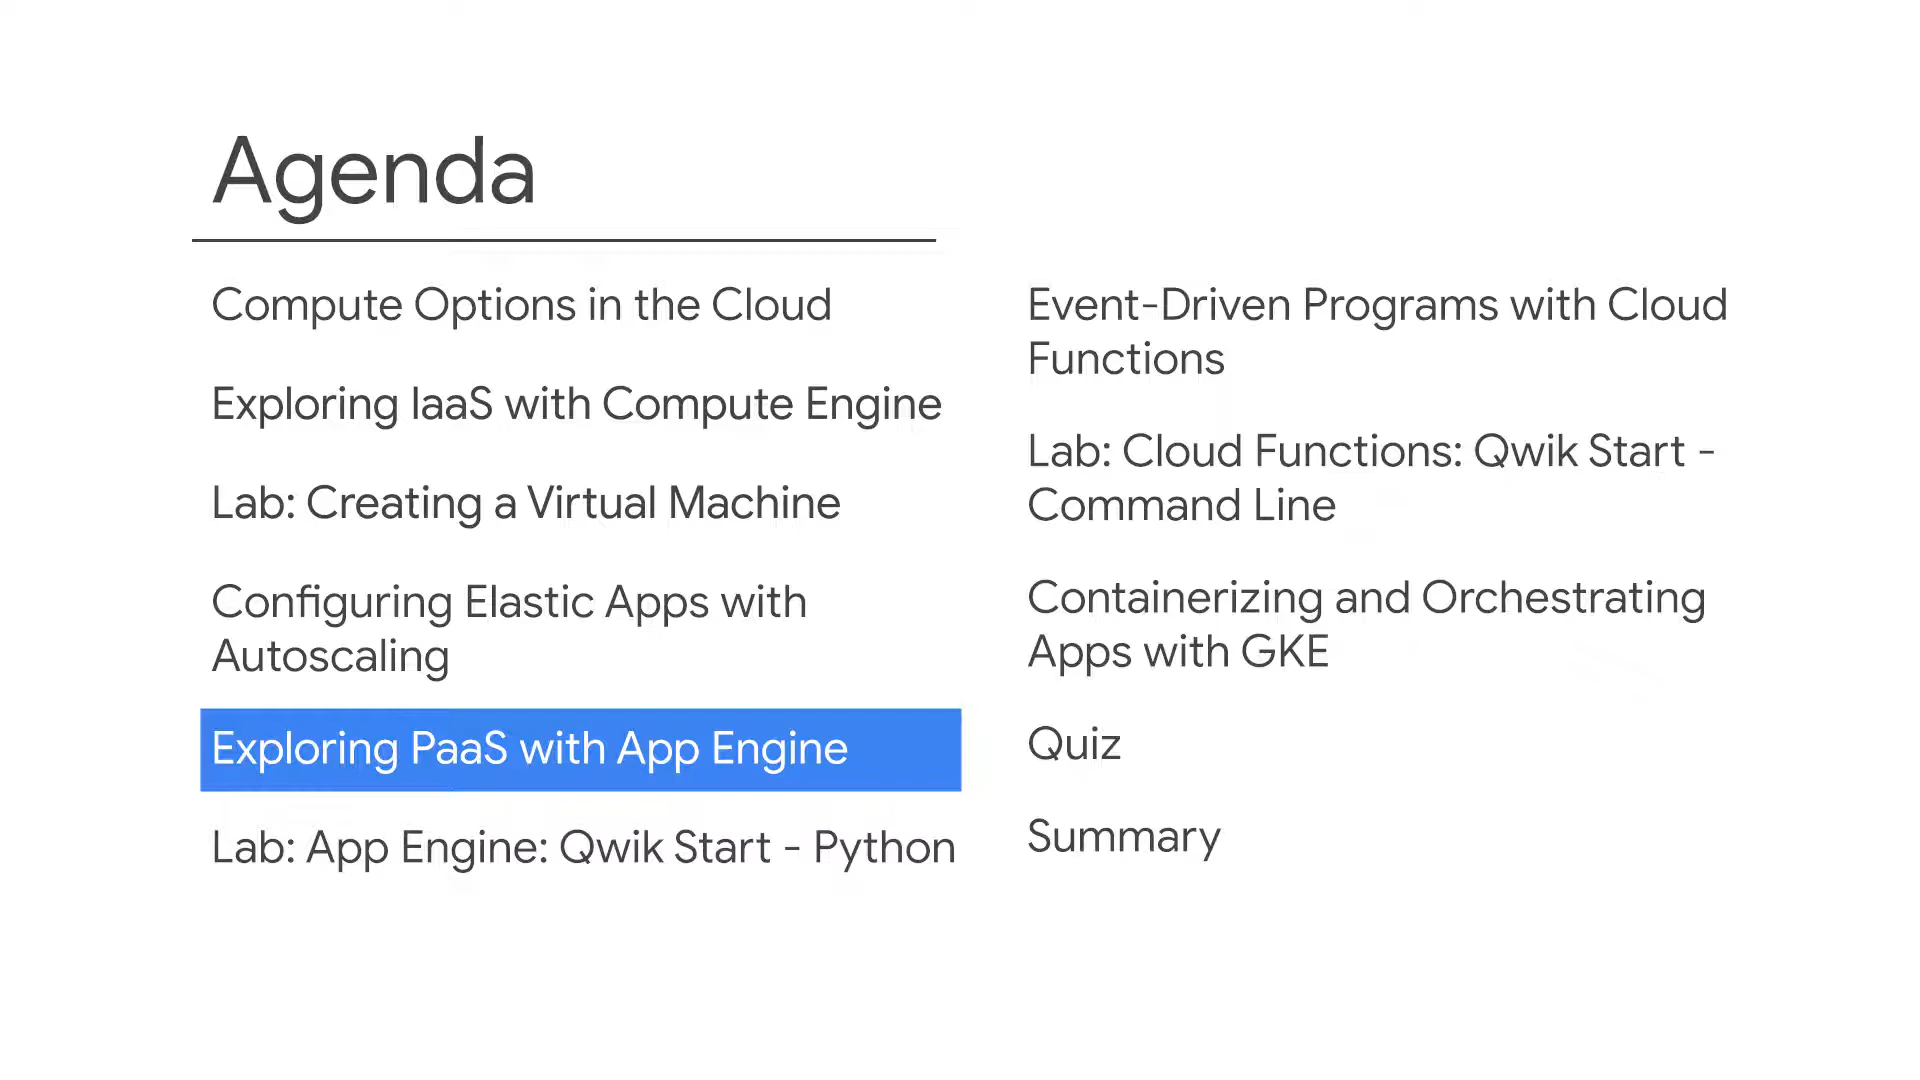 Agenda
Compute Options in the Cloud
Exploring IaaS with Compute Engine
Lab: Creating a Virtual Machine
Configuring Elastic Apps with
Autoscaling
Exploring PaaS with App Engine
Lab: App Engine: Qwik Start - Python
Event-Driven Programs with Cloud
Functions
Lab: Cloud Functions: Qwik Start -
Command Line
Containerizing and Orchestrating
Apps with GKE
Quiz
Summary